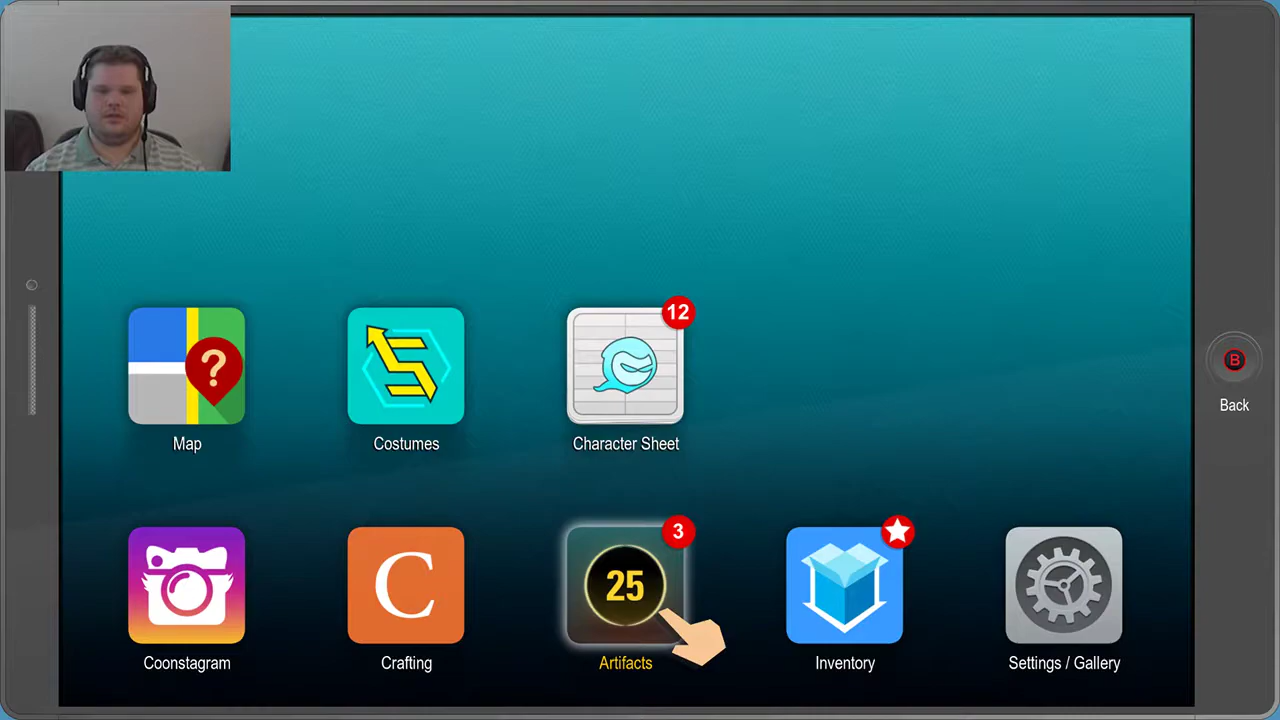 12
?
B
Map
Costumes
Character Sheet
Back
3
25
C
Coonstagram
Crafting
Artifacts
Inventory
Settings / Gallery